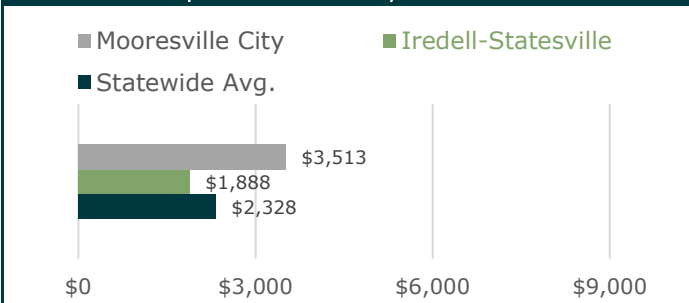 Mooresville City Iredell-Statesville
Statewide Avg.
$3,513
$1,888
$2,328
$0 $3,000 $6,000 $9,000